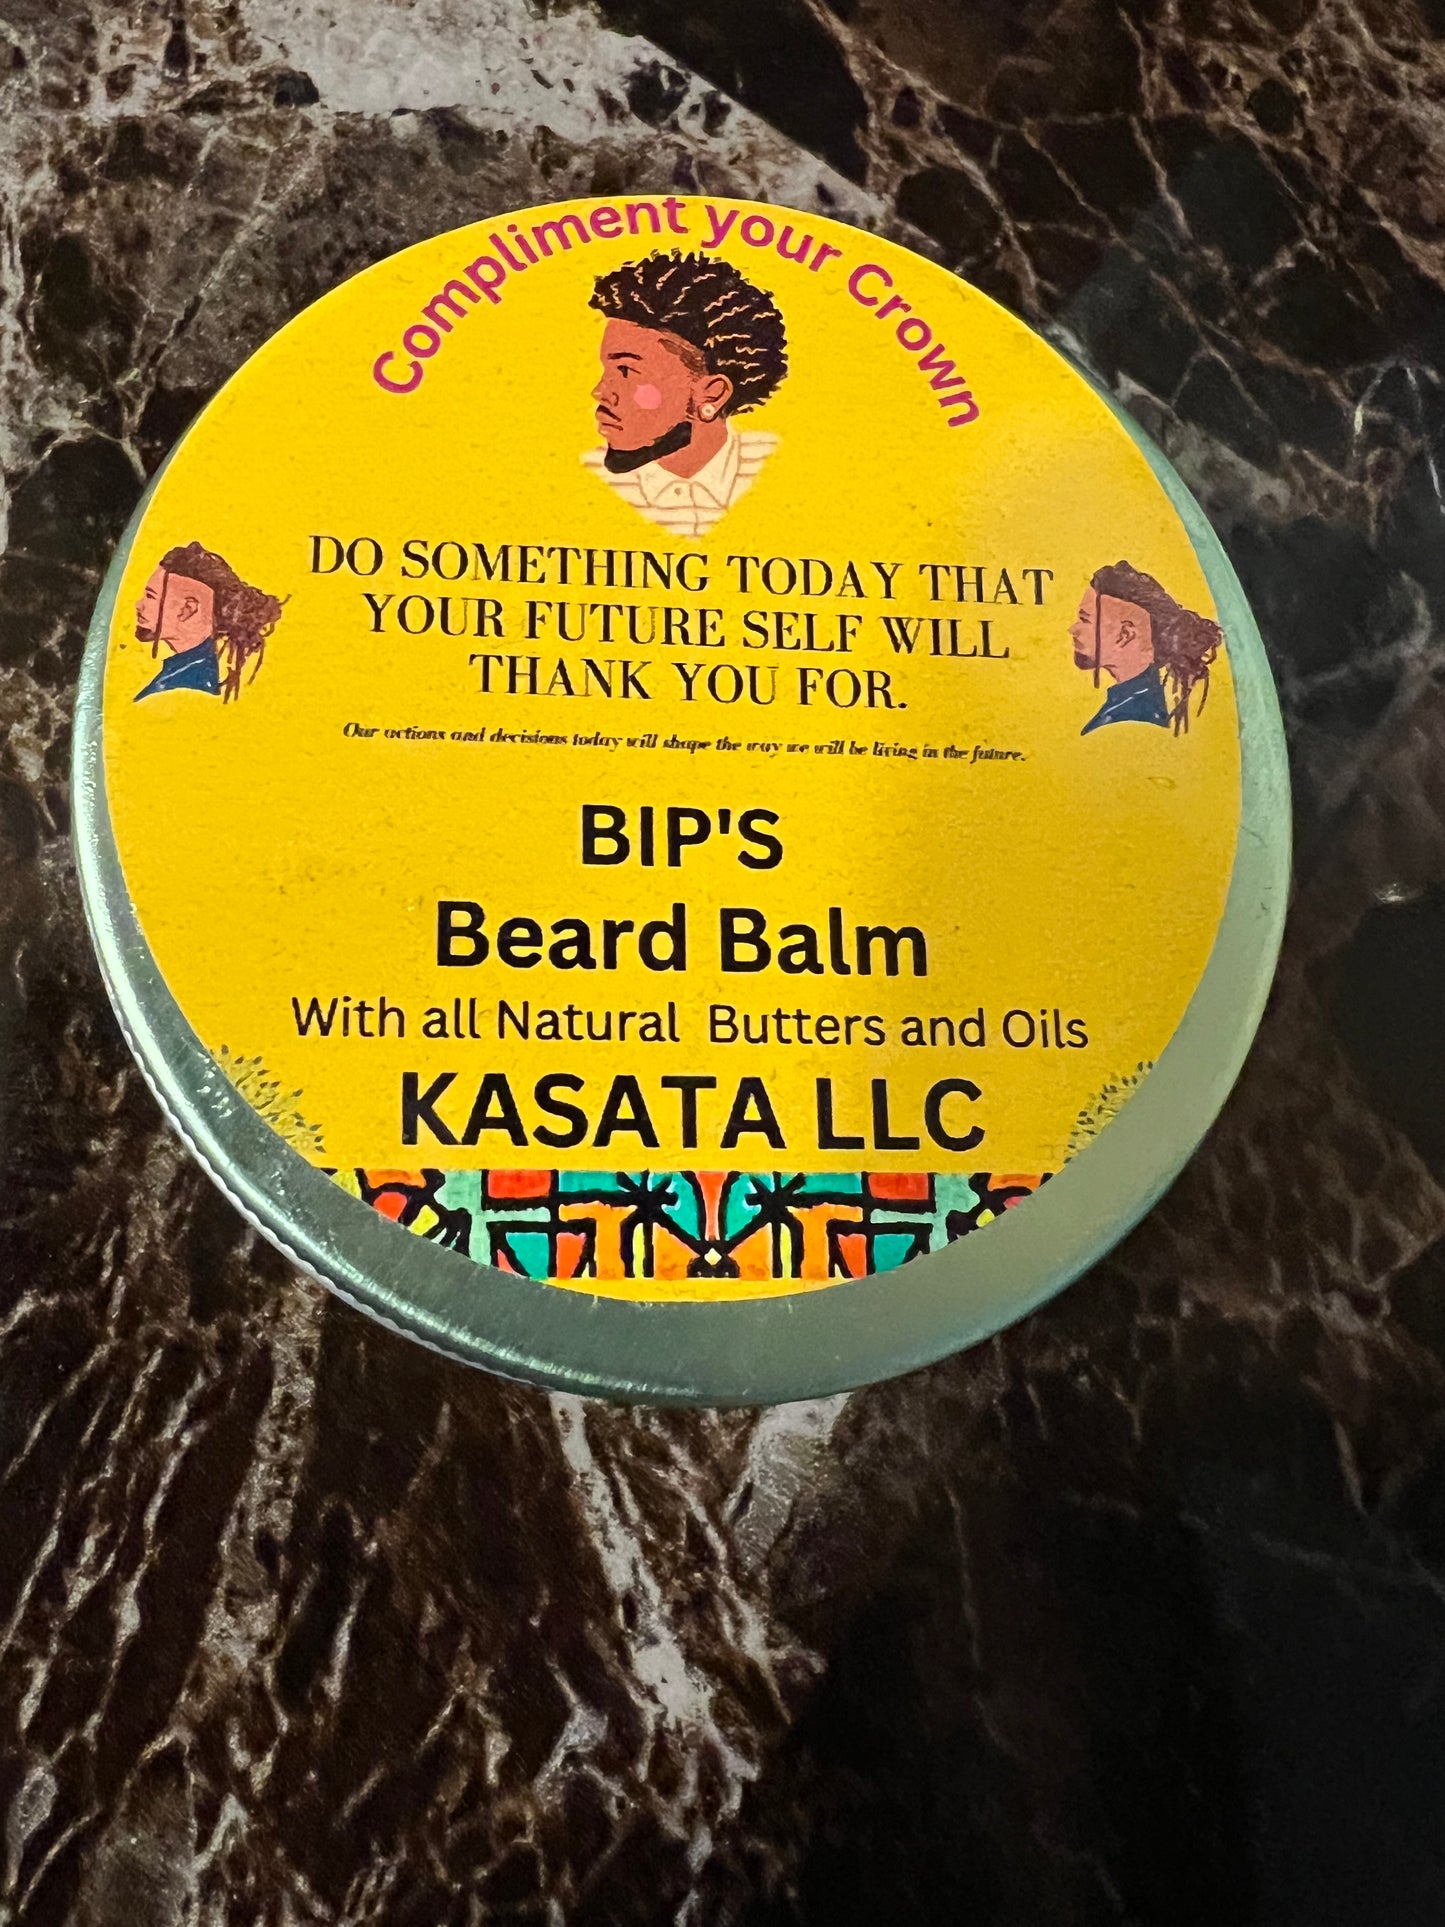 Compliment your Crown
DO SOMETHING TODAY THAT
YOUR FUTURE SELF WILL
THANK YOU FOR.
Our actions and decisions today will shape the way we will be living in the future.
BIP'S
Beard Balm
With all Natural Butters and Oils
KASATA LLC